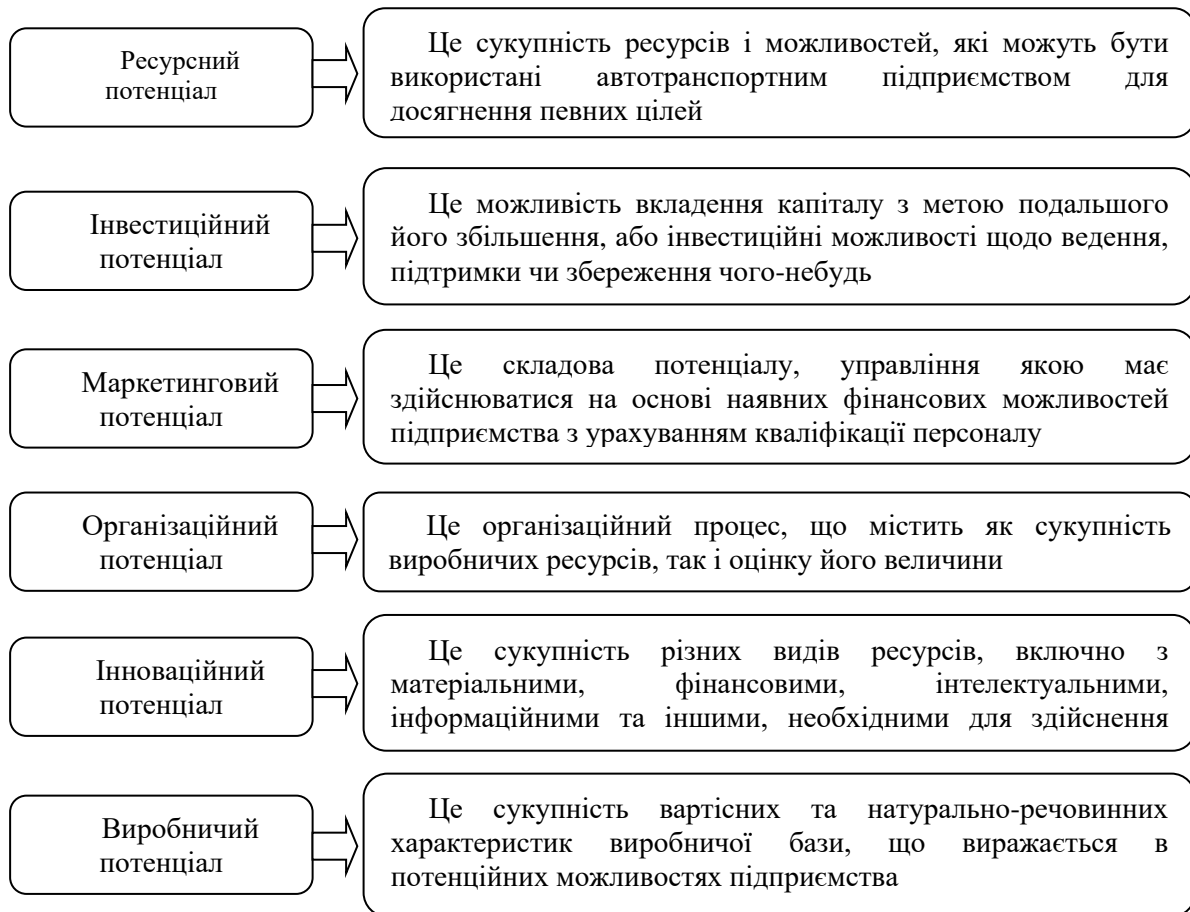 Ресурсний
потенціал
Це сукупність ресурсів і можливостей, які можуть бути
використані автотранспортним підприємством для
досягнення певних цілей
Інвестиційний
потенціал
Це можливість вкладення капіталу з метою подальшого
його збільшення, або інвестиційні можливості щодо ведення,
підтримки чи збереження чого-небудь
Маркетинговий
потенціал
Це складова потенціалу, управління якою має
здійснюватися на основі наявних фінансових можливостей
підприємства з урахуванням кваліфікації персоналу
Організаційний
потенціал
Це організаційний процес, що містить як сукупність
виробничих ресурсів, так і оцінку його величини
Інноваційний
потенціал
Це сукупність різних видів ресурсів, включно з
матеріальними, фінансовими, інтелектуальними,
інформаційними та іншими, необхідними для здійснення
Виробничий
потенціал
Це сукупність вартісних та натурально-речовинних
характеристик виробничої бази, що виражається в
потенційних можливостях підприємства